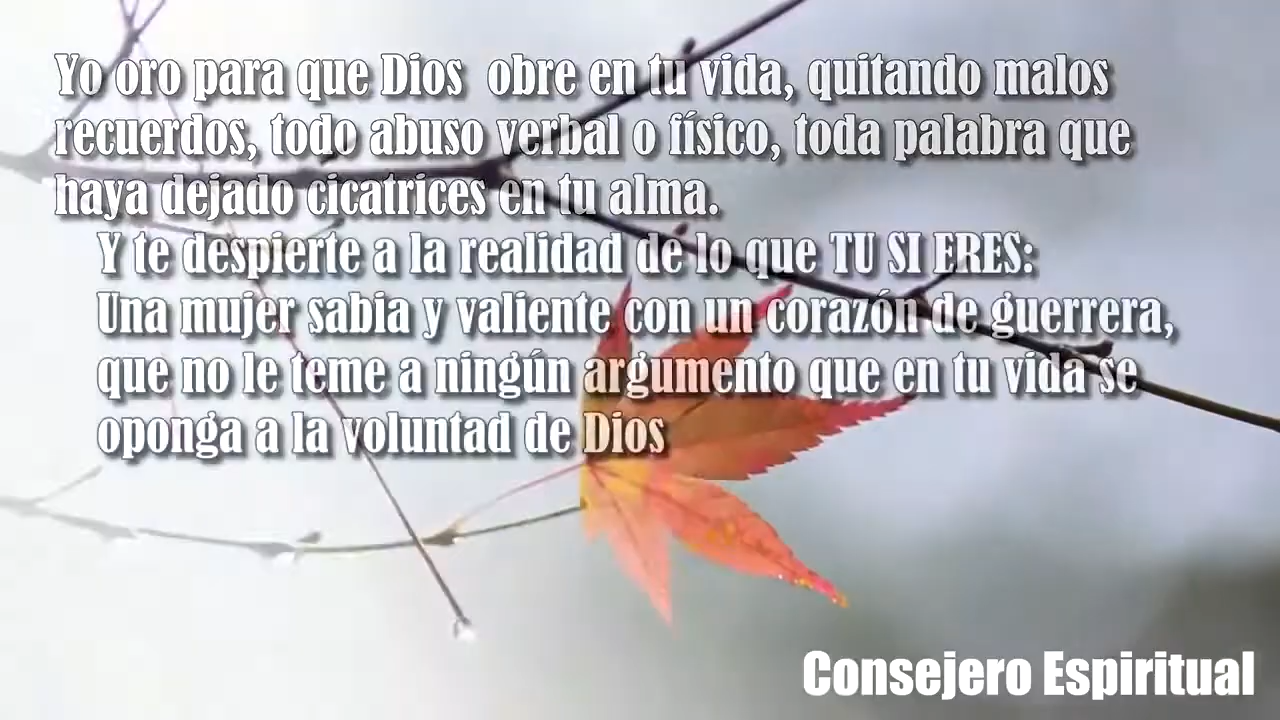 Yo oro para que Dios obre en tu vida, quitando malos
recuerdos, todo abuso verbal o físico, toda palabra que
haya dejado cicatrices en tu alma.
Y te despierte a la realidad de lo que TU SI ERES:
Una mujer sabia y valiente con un corazón de guerrera,
que no le teme a ningún argumento que en tu vida se
oponga a la voluntad de Dios
Consejero Espiritual